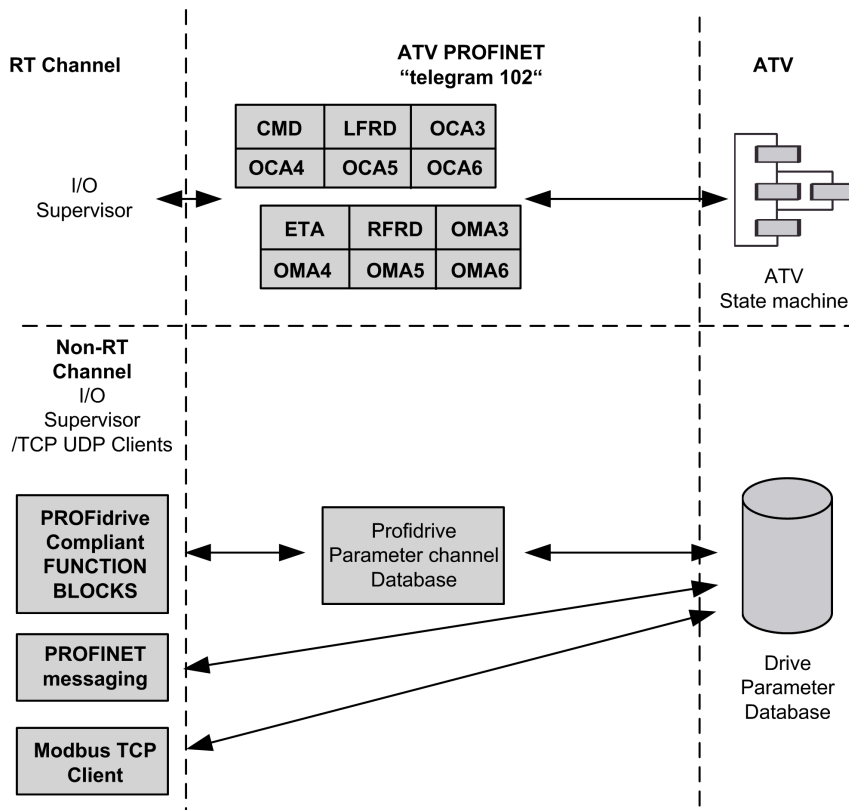 RT Channel
ATV PROFINET
“telegram 102“
ATV
CMD LFRD OCA3
OCA4 OCA5 OCA6
I/O
Supervisor
ETA RFRD OMA3
OMA4 OMA5 OMA6
ATV
State machine
Non-RT
Channel
I/O
Supervisor
/TCP UDP Clients
PROFidrive
Compliant
FUNCTION
BLOCKS
Profidrive
Parameter channel
Database
PROFINET
messaging
Drive
Parameter
Database
Modbus TCP
Client